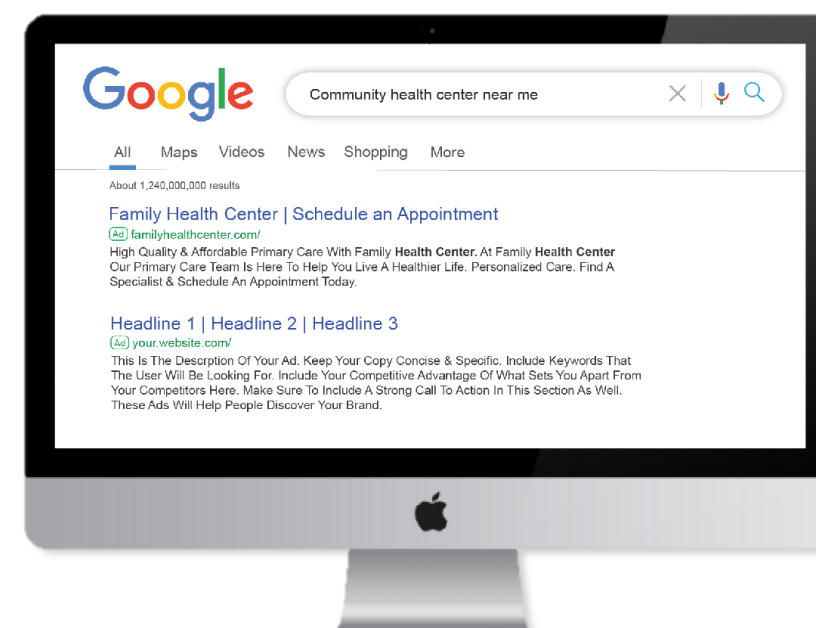 Google
Community health center near me
All Maps Videos News Shopping More
About 1,240,000,000 results
Family Health Center | Schedule an Appointment
Ad familyhealthcenter.com/
High Quality & Affordable Primary Care With Family Health Center. At Family Health Center
Our Primary Care Team Is Here To Help You Live A Healthier Life. Personalized Care. Find A
Specialist & Schedule An Appointment Today.
Headline 1 | Headline 2 | Headline 3
Ad your.website.com/
This Is The Descrption Of Your Ad. Keep Your Copy Concise & Specific. Include Keywords That
The User Will Be Looking For. Include Your Competitive Advantage Of What Sets You Apart From
Your Competitors Here. Make Sure To Include A Strong Call To Action In This Section As Well.
These Ads Will Help People Discover Your Brand.